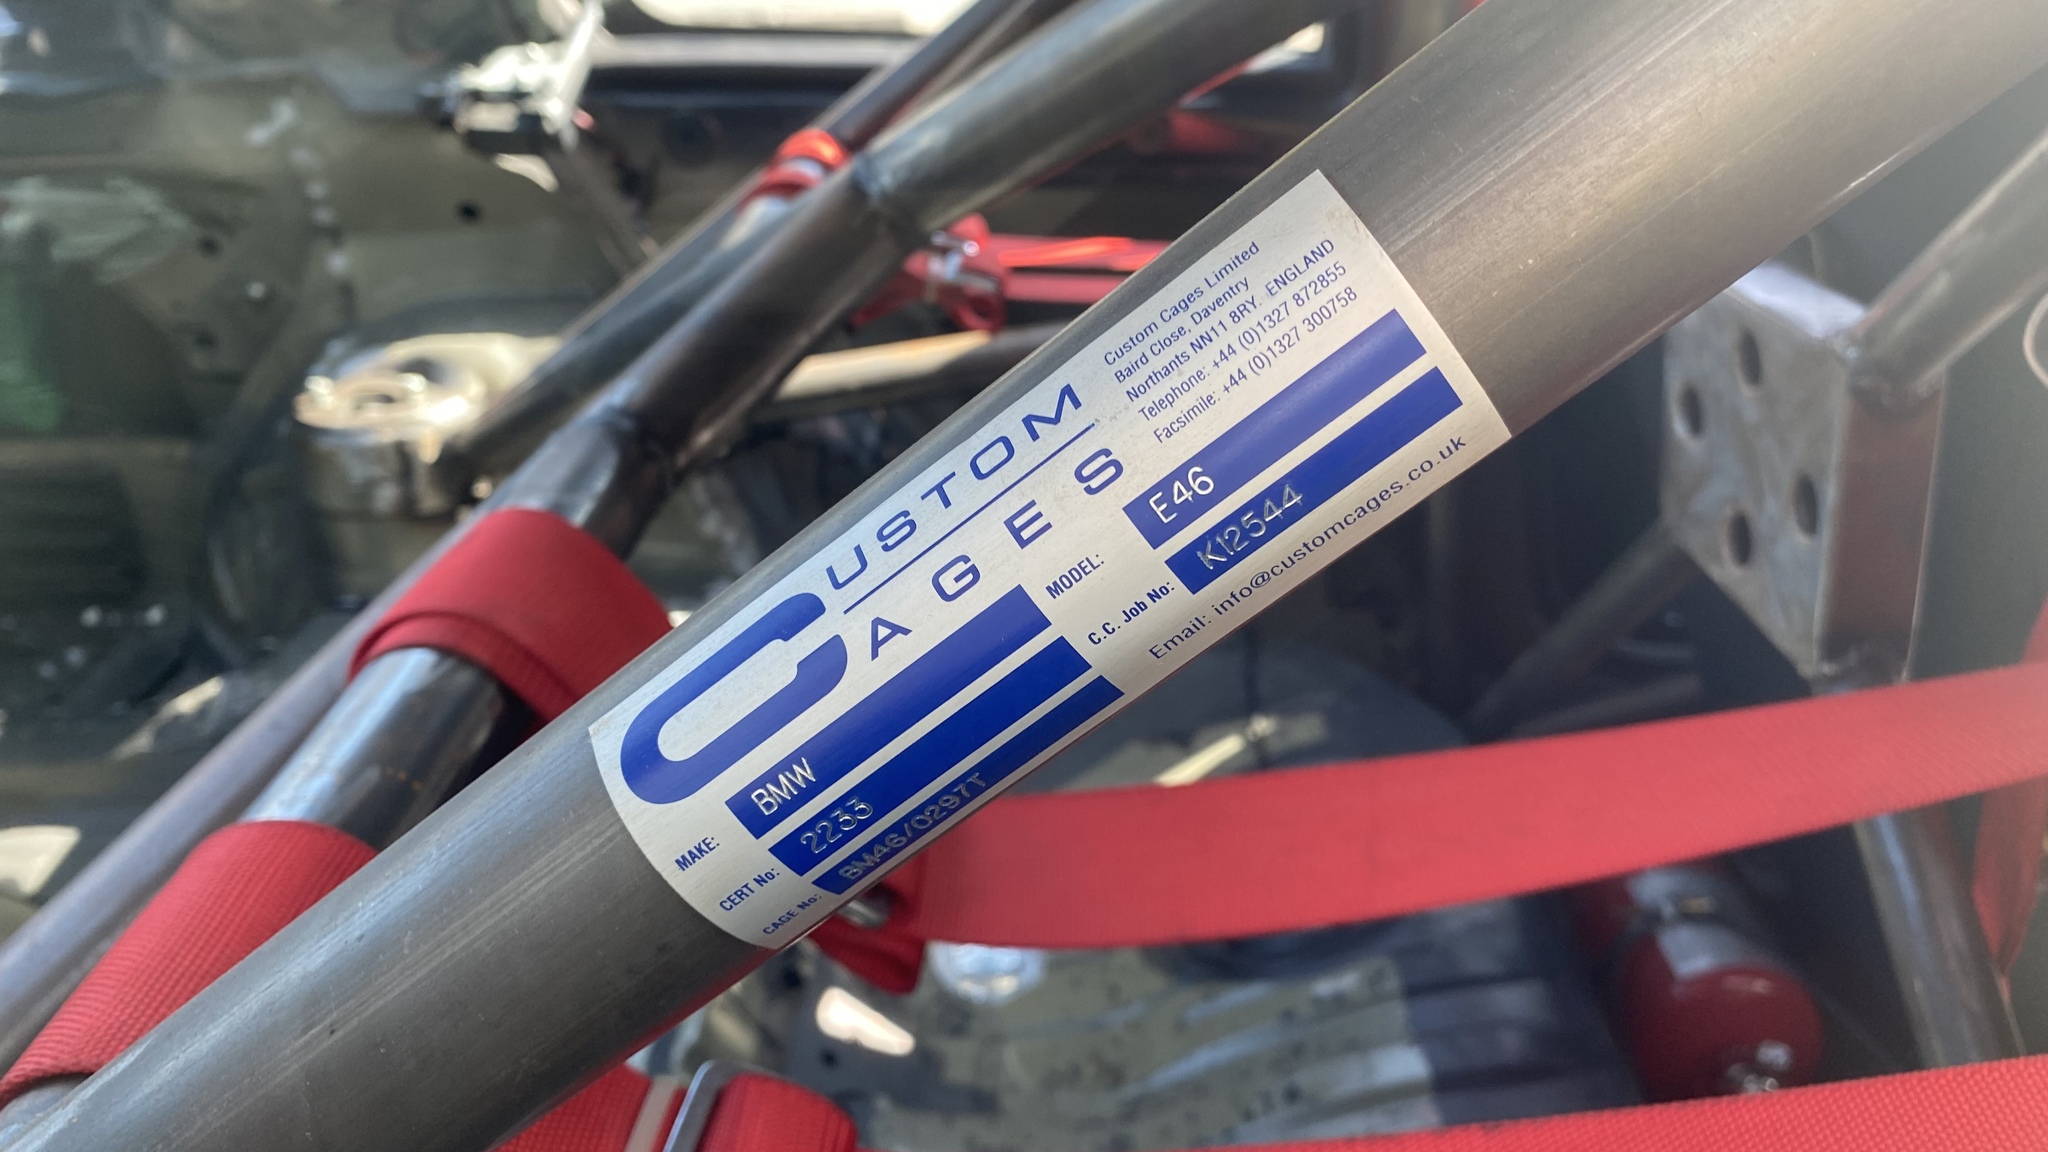 CUSTOM
CAGES
Custom Cages Limited
Baird Close, Daventry
Northants NN11 8RY. ENGLAND
Telephone: +44 (0)1327 872855
Facsimile: +44 (0)1327 300758
MAKE: BMW
MODEL: E46
CERT No: 2233
C.C. Job No: K12544
CAGE No: BM46/0297T
Email: info@customcages.co.uk